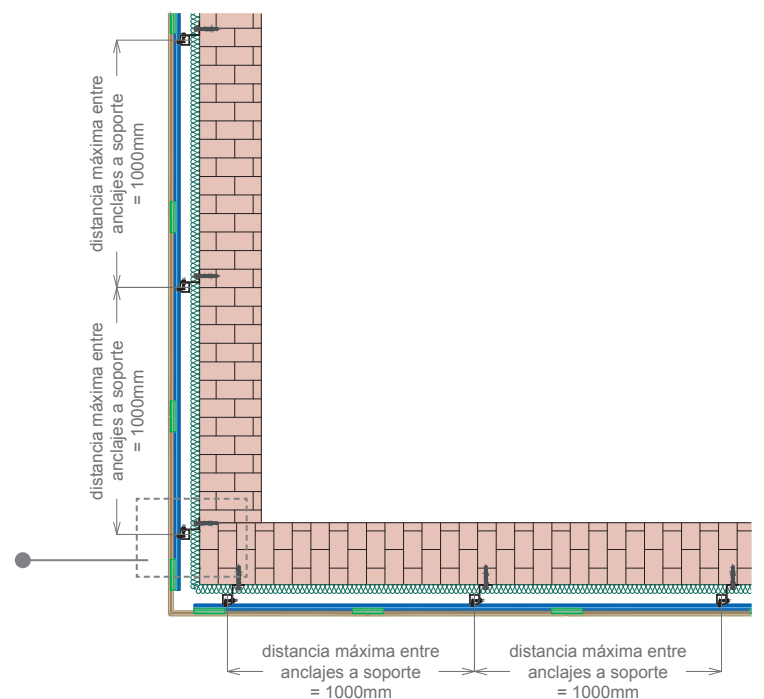 distancia máxima entre
anclajes a soporte
= 1000mm
distancia máxima entre
anclajes a soporte
= 1000mm
distancia máxima entre
anclajes a soporte
= 1000mm
distancia máxima entre
anclajes a soporte
= 1000mm